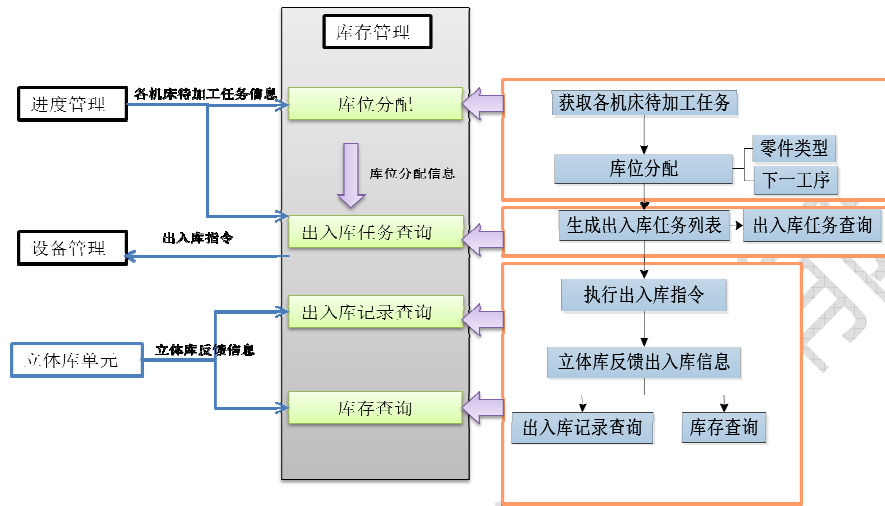 库存管理
进度管理
各机床待加工任务信息
库位分配
库位分配信息
出入库任务查询
设备管理
出入库指令
出入库记录查询
立体库单元
立体库反馈信息
库存查询
获取各机床待加工任务
库位分配
零件类型
下一工序
生成出入库任务列表
出入库任务查询
执行出入库指令
立体库反馈出入库信息
出入库记录查询
库存查询